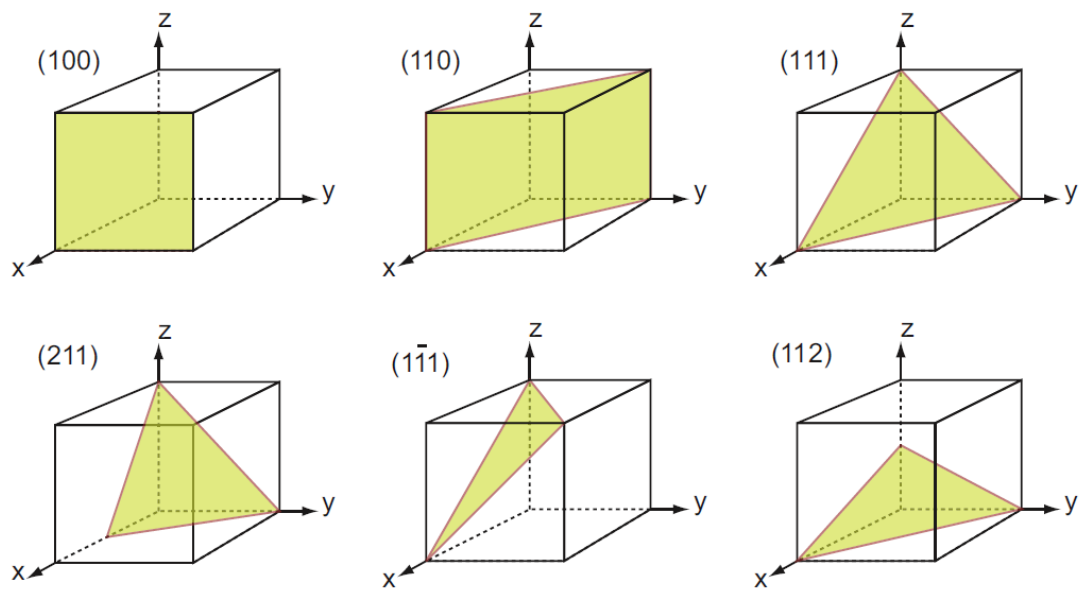 z
(100)
y
x
z
(110)
y
x
z
(111)
y
x
z
(211)
y
x
z
(11̄1)
y
x
z
(112)
y
x